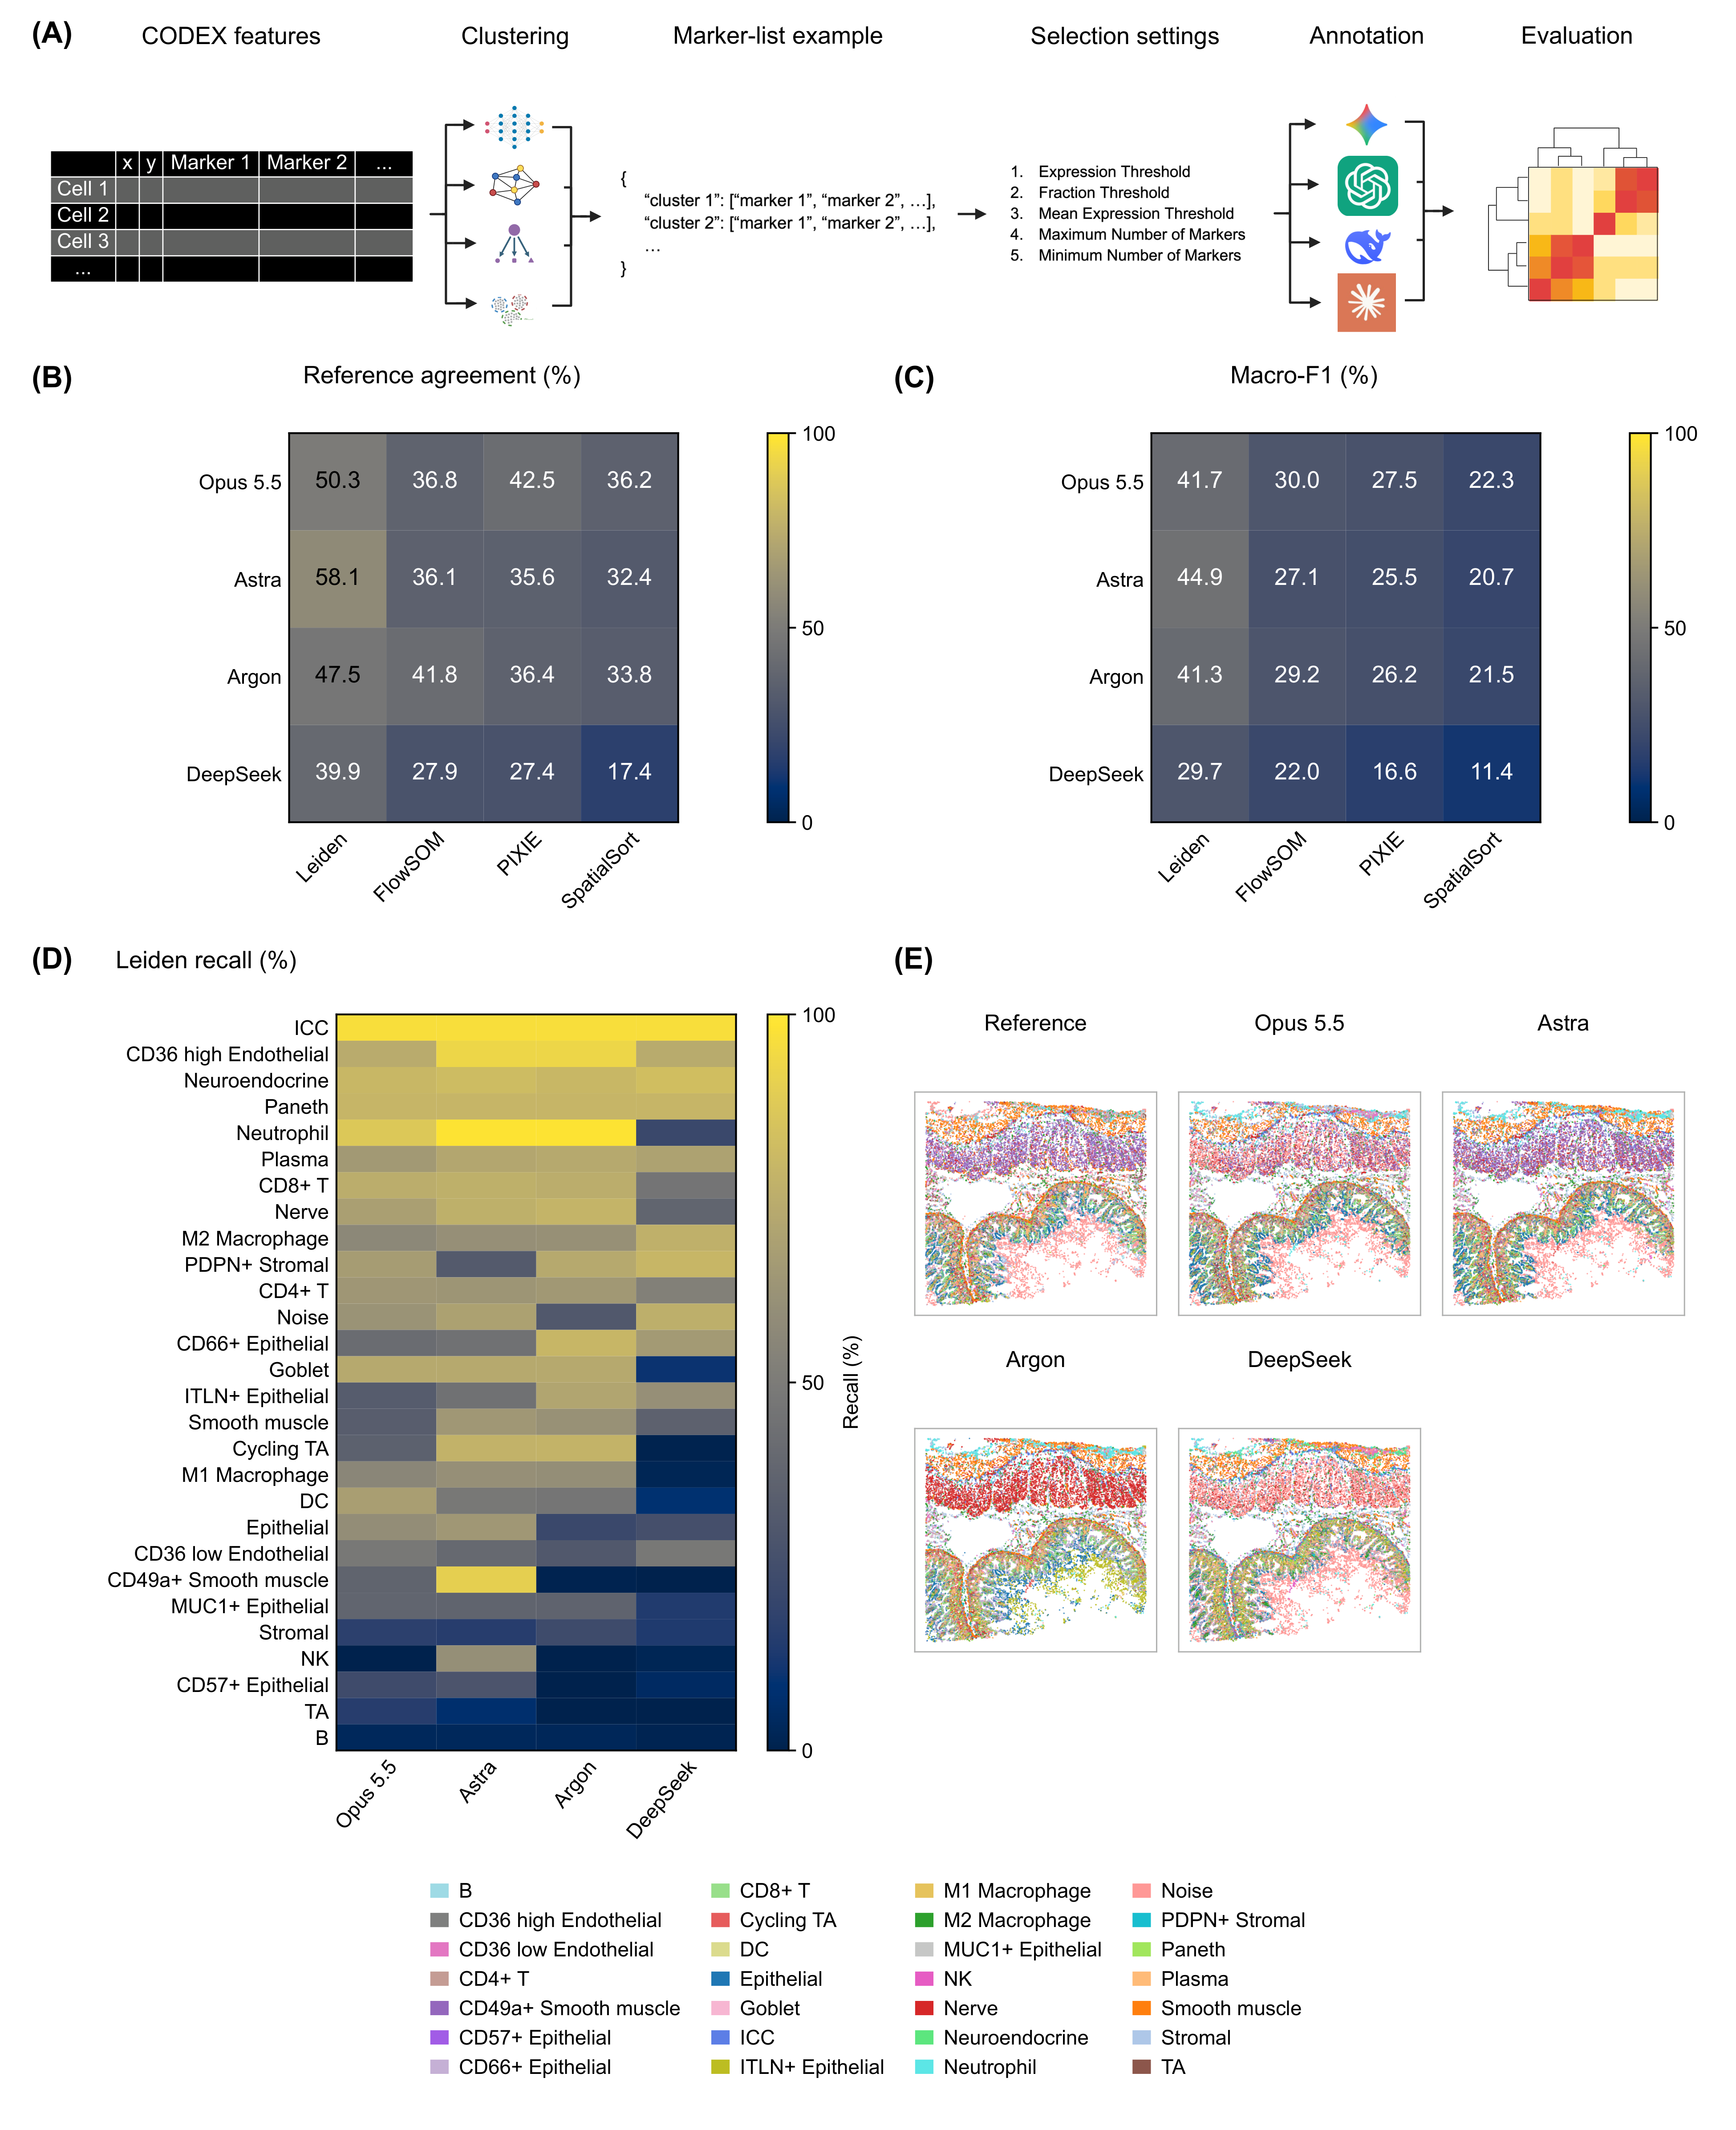 (A)
CODEX features
Clustering
Marker-list example
Selection settings
Annotation
Evaluation
x y Marker 1 Marker 2 ...
Cell 1
Cell 2
Cell 3
...
{
“cluster 1”: [“marker 1”, “marker 2”, ...],
“cluster 2”: [“marker 1”, “marker 2”, ...],
...
}
1. Expression Threshold
2. Fraction Threshold
3. Mean Expression Threshold
4. Maximum Number of Markers
5. Minimum Number of Markers
(B)
Reference agreement (%)
Opus 5.5 50.3 36.8 42.5 36.2
Astra 58.1 36.1 35.6 32.4
Argon 47.5 41.8 36.4 33.8
DeepSeek 39.9 27.9 27.4 17.4
Leiden FlowSOM PIXIE SpatialSort
100
50
0
(C)
Macro-F1 (%)
Opus 5.5 41.7 30.0 27.5 22.3
Astra 44.9 27.1 25.5 20.7
Argon 41.3 29.2 26.2 21.5
DeepSeek 29.7 22.0 16.6 11.4
Leiden FlowSOM PIXIE SpatialSort
100
50
0
(D)
Leiden recall (%)
ICC
CD36 high Endothelial
Neuroendocrine
Paneth
Neutrophil
Plasma
CD8+ T
Nerve
M2 Macrophage
PDPN+ Stromal
CD4+ T
Noise
CD66+ Epithelial
Goblet
ITLN+ Epithelial
Smooth muscle
Cycling TA
M1 Macrophage
DC
Epithelial
CD36 low Endothelial
CD49a+ Smooth muscle
MUC1+ Epithelial
Stromal
NK
CD57+ Epithelial
TA
B
Opus 5.5 Astra Argon DeepSeek
100
50
0
Recall (%)
(E)
Reference
Opus 5.5
Astra
Argon
DeepSeek
B
CD36 high Endothelial
CD36 low Endothelial
CD4+ T
CD49a+ Smooth muscle
CD57+ Epithelial
CD66+ Epithelial
CD8+ T
Cycling TA
DC
Epithelial
Goblet
ICC
ITLN+ Epithelial
M1 Macrophage
M2 Macrophage
MUC1+ Epithelial
NK
Nerve
Neuroendocrine
Neutrophil
Noise
PDPN+ Stromal
Paneth
Plasma
Smooth muscle
Stromal
TA